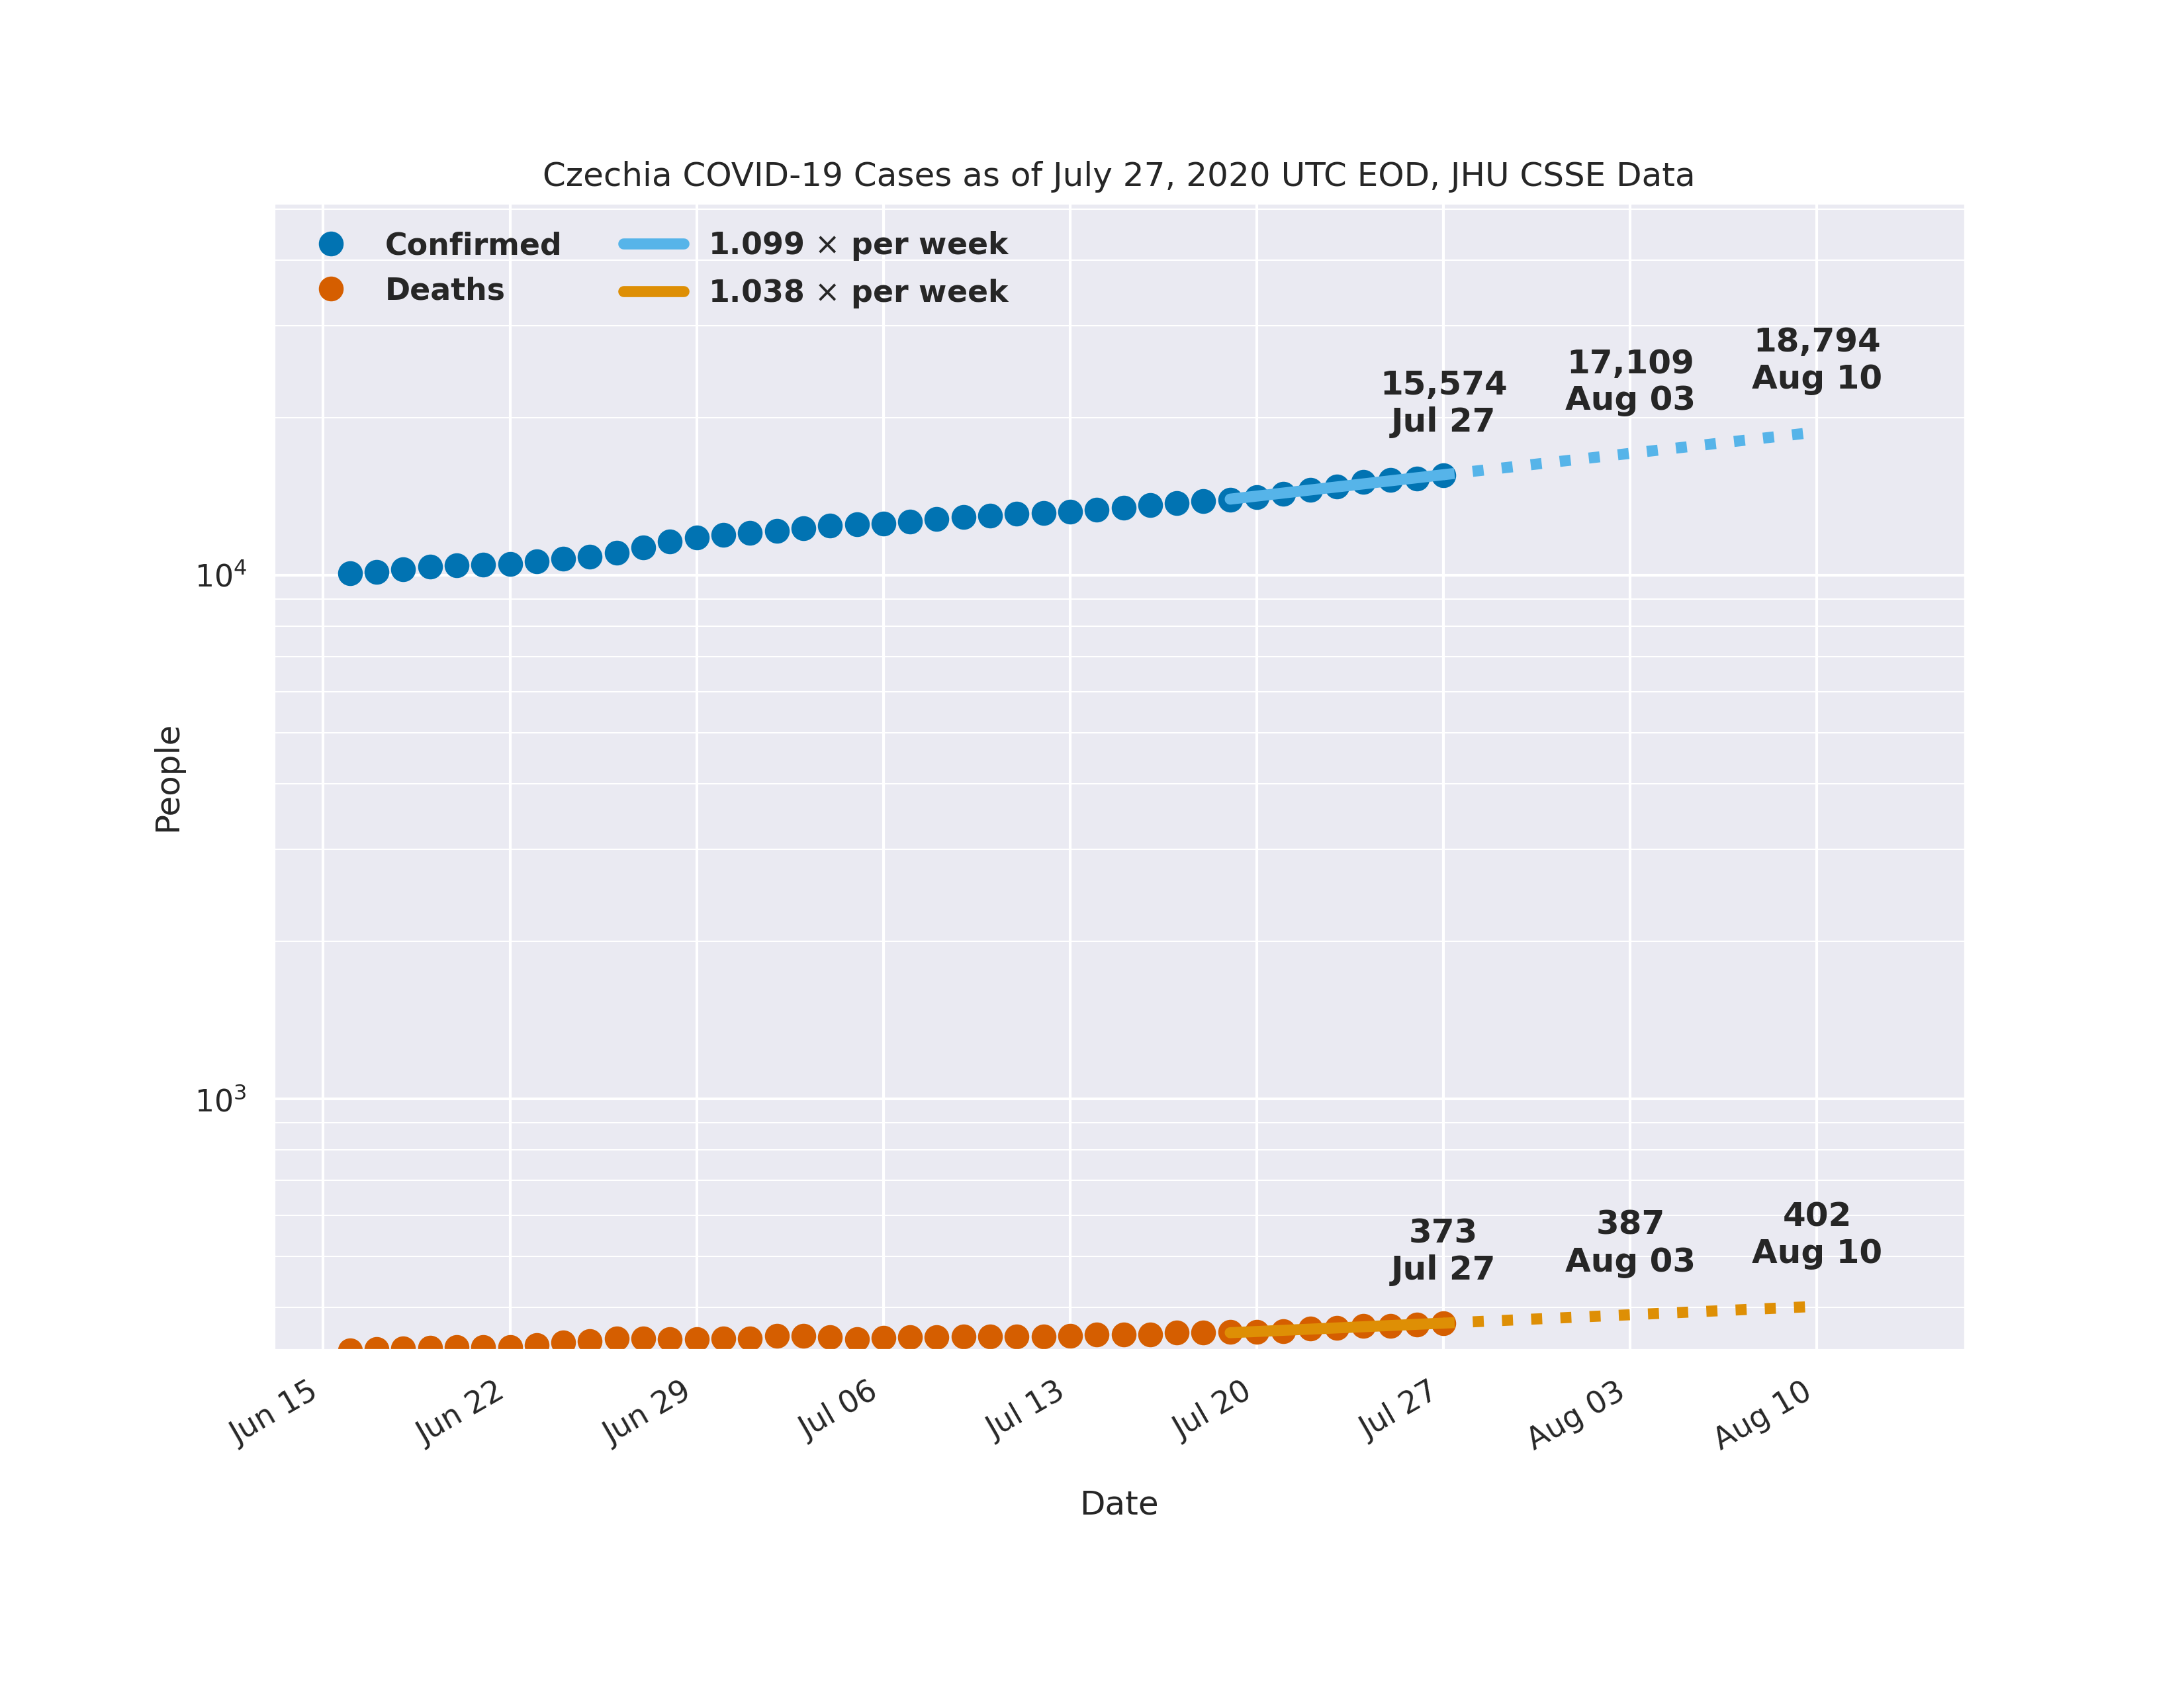 Czechia COVID-19 Cases as of July 27, 2020 UTC EOD, JHU CSSE Data
Confirmed
Deaths
1.099 × per week
1.038 × per week
15,574
Jul 27
17,109
Aug 03
18,794
Aug 10
10⁴
People
10³
373
Jul 27
387
Aug 03
402
Aug 10
Jun 15
Jun 22
Jun 29
Jul 06
Jul 13
Jul 20
Jul 27
Aug 03
Aug 10
Date